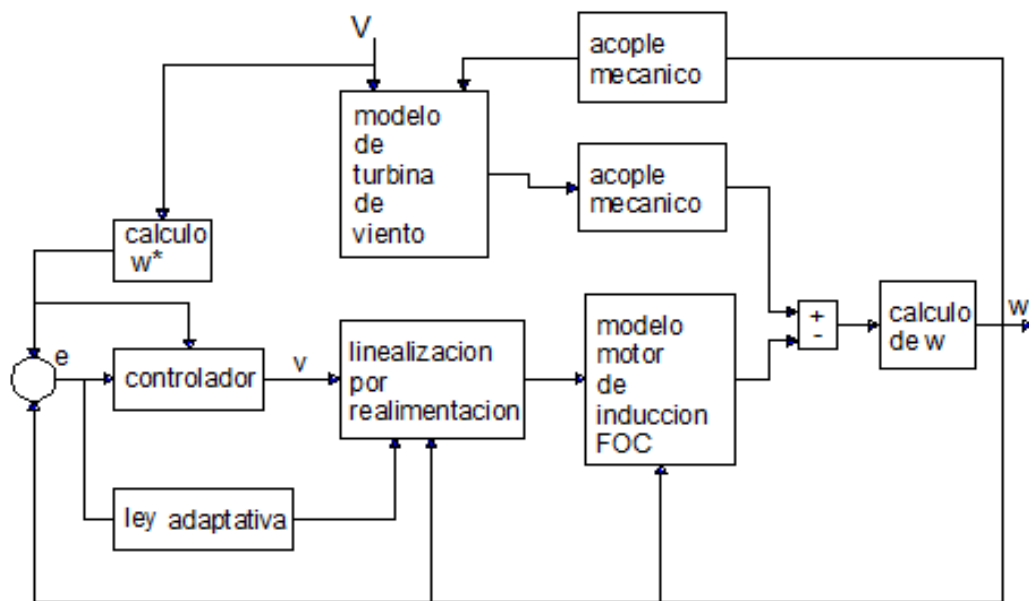 V
acople
mecanico
modelo
de
turbina
de
viento
acople
mecanico
calculo
w*
calculo
de w
w
+
-
e
controlador
v
linealizacion
por
realimentacion
modelo
motor
de
induccion
FOC
ley adaptativa